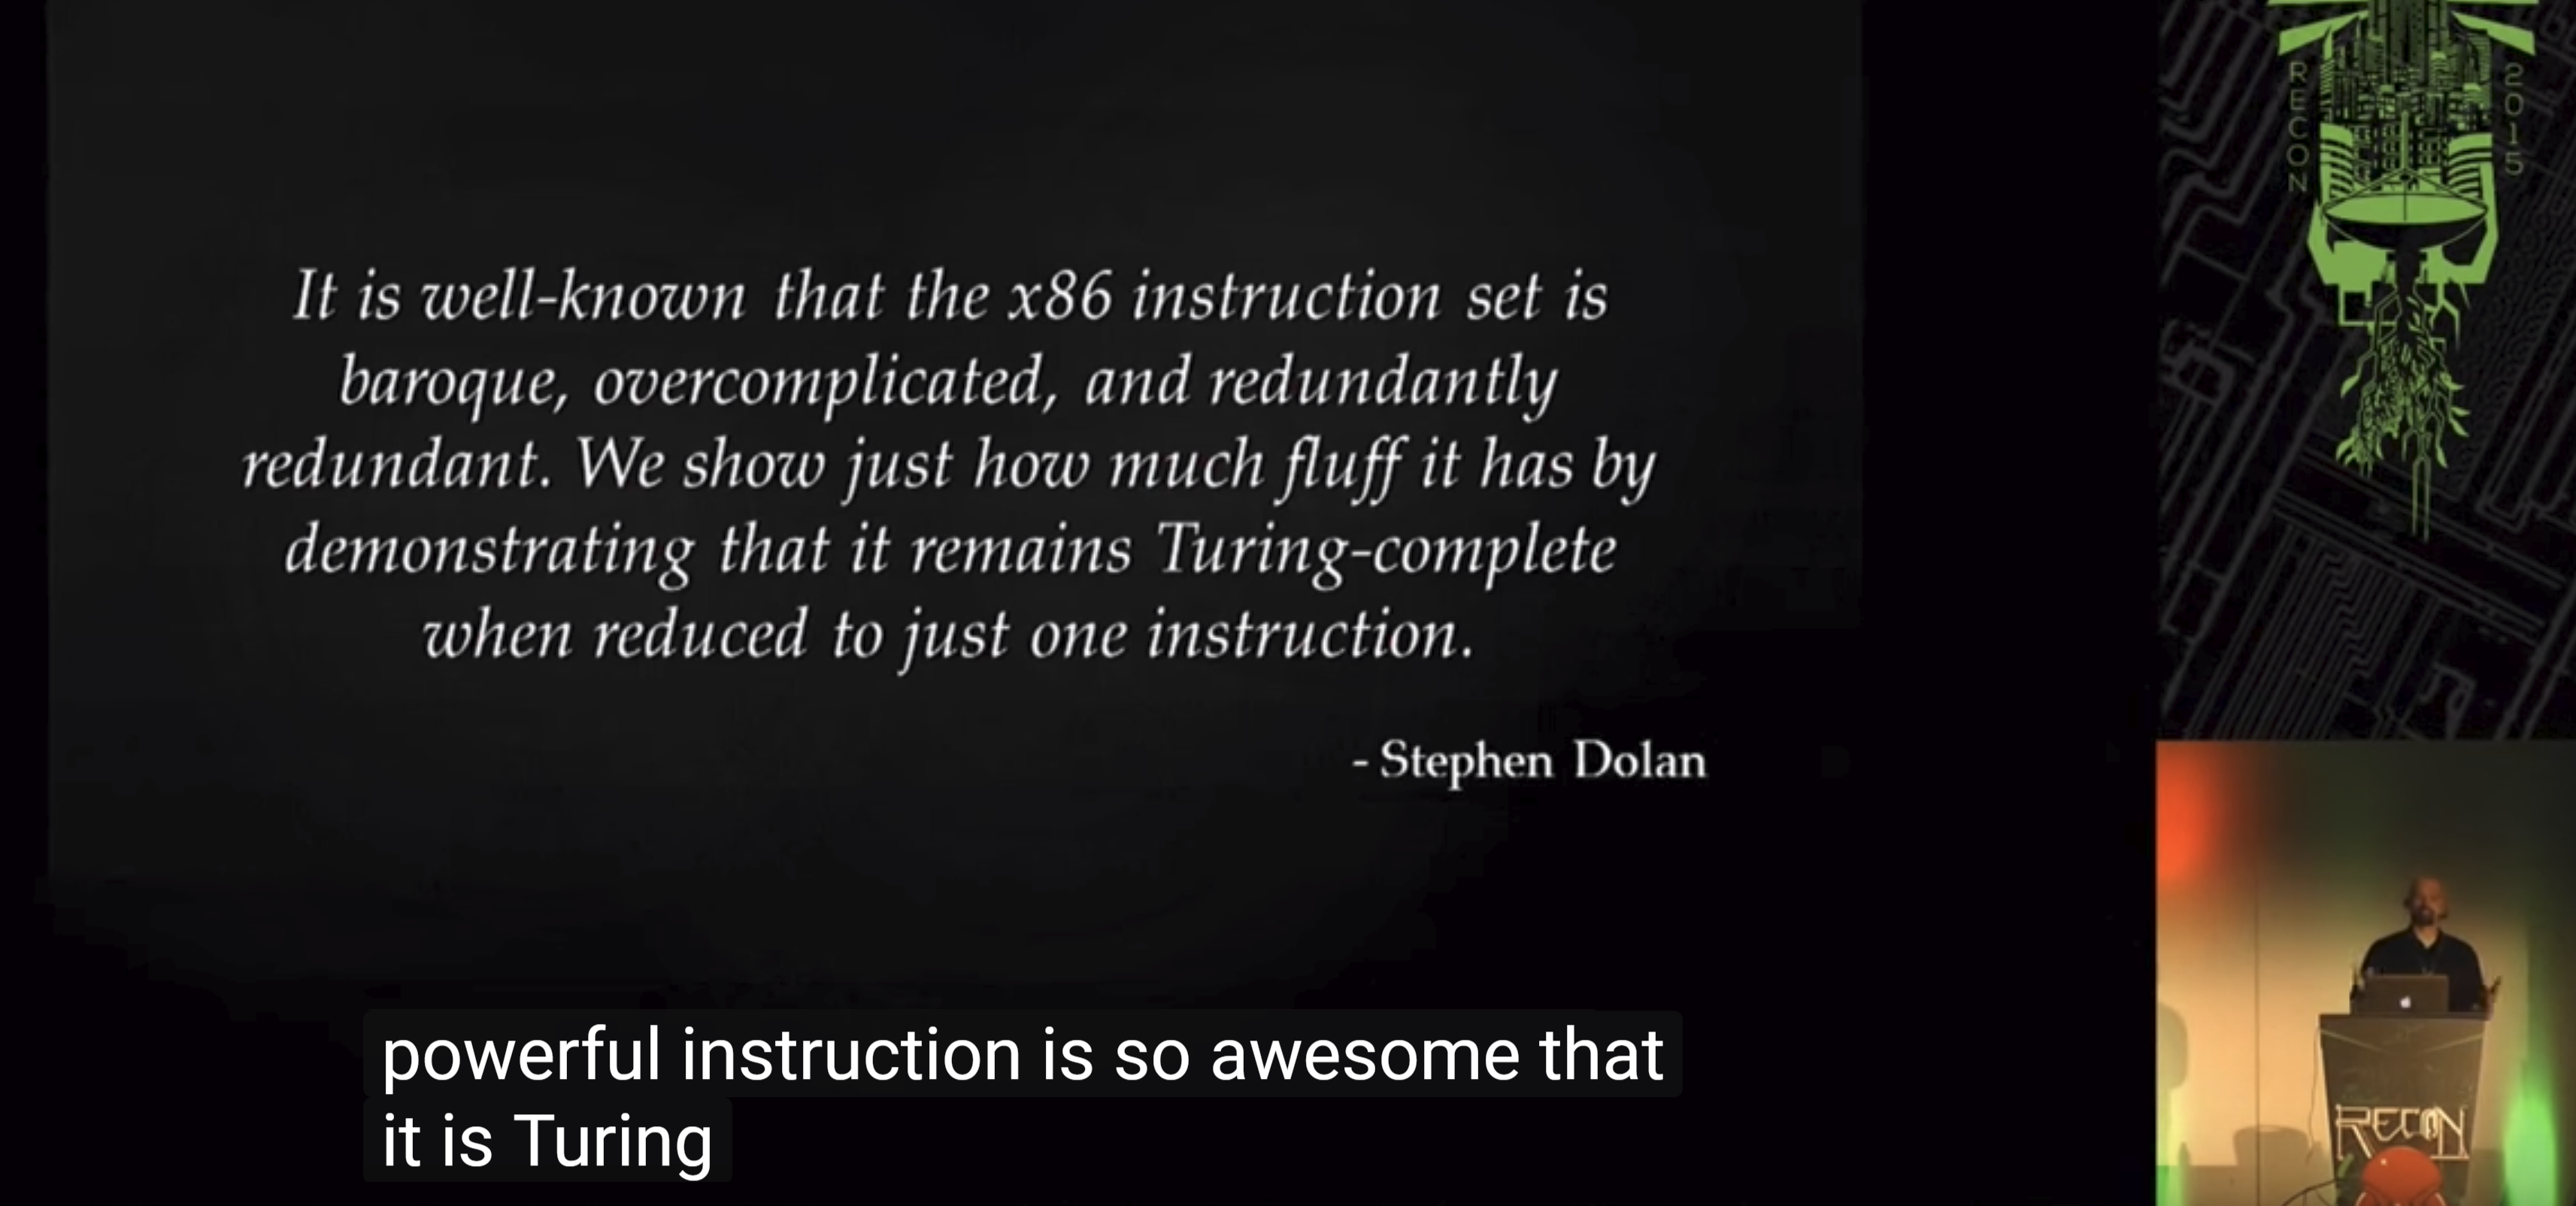 It is well-known that the x86 instruction set is
baroque, overcomplicated, and redundantly
redundant. We show just how much fluff it has by
demonstrating that it remains Turing-complete
when reduced to just one instruction.
- Stephen Dolan
powerful instruction is so awesome that
it is Turing
RECON
2015
RECON